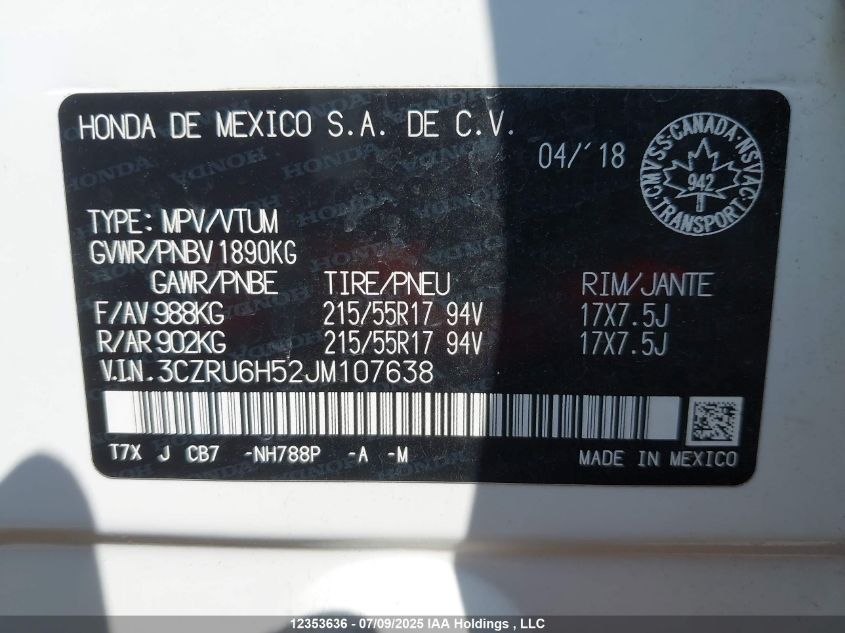 HONDA DE MEXICO S.A. DE C.V.
04/'18
CMVSS·CANADA·NSVAC
942
TRANSPORT
TYPE: MPV/VTUM
GVWR/PNBV 1890KG
GAWR/PNBE TIRE/PNEU RIM/JANTE
F/AV 988KG 215/55R17 94V 17X7.5J
R/AR 902KG 215/55R17 94V 17X7.5J
V.I.N. 3CZRU6H52JM107638
T7X J CB7 -NH788P -A -M MADE IN MEXICO
12353636 - 07/09/2025 IAA Holdings , LLC